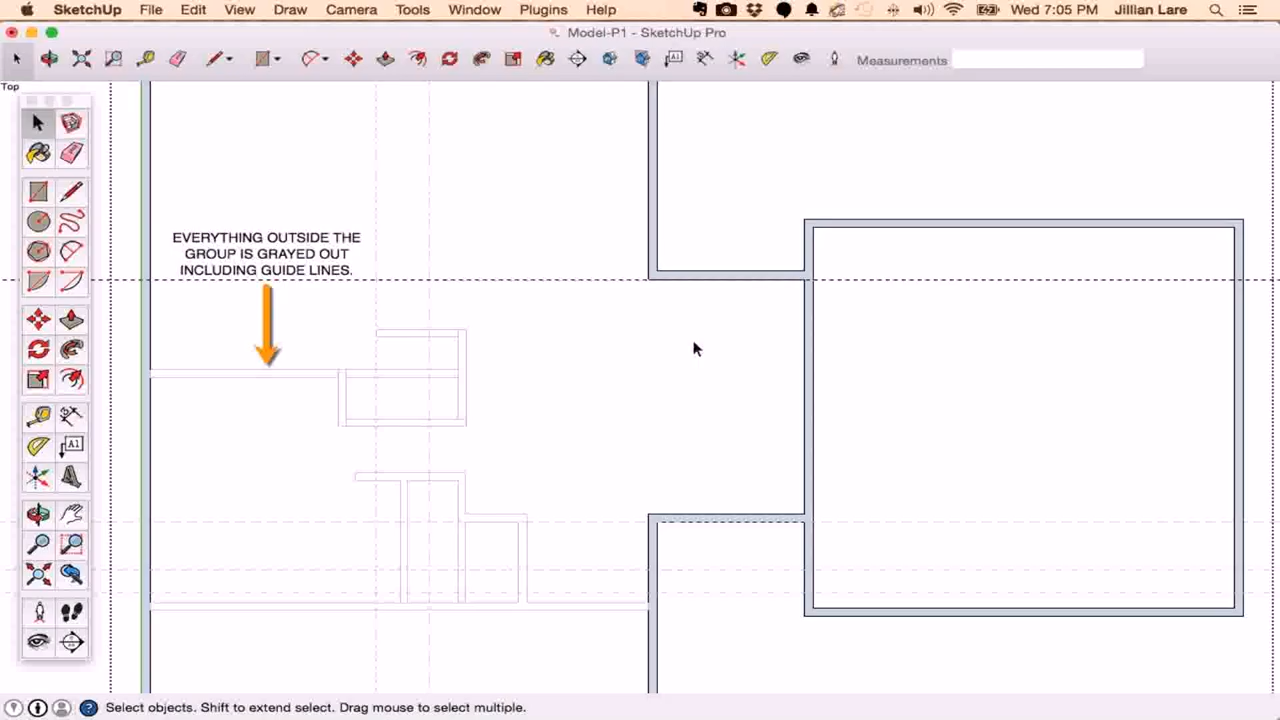 SketchUp File Edit View Draw Camera Tools Window Plugins Help Wed 7:05 PM Jillian Lare
Model-P1 - SketchUp Pro
A1 Measurements
Top
EVERYTHING OUTSIDE THE
GROUP IS GRAYED OUT
INCLUDING GUIDE LINES.
A1
Select objects. Shift to extend select. Drag mouse to select multiple.